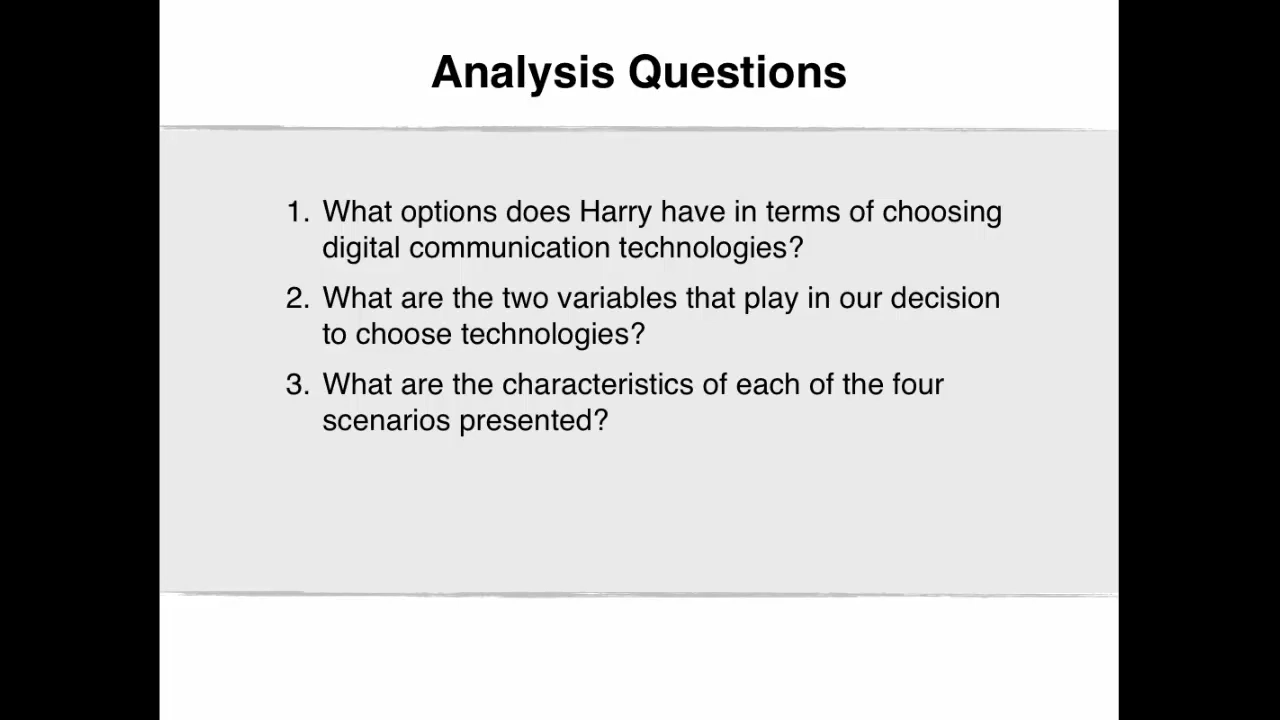 Analysis Questions
1. What options does Harry have in terms of choosing
digital communication technologies?
2. What are the two variables that play in our decision
to choose technologies?
3. What are the characteristics of each of the four
scenarios presented?